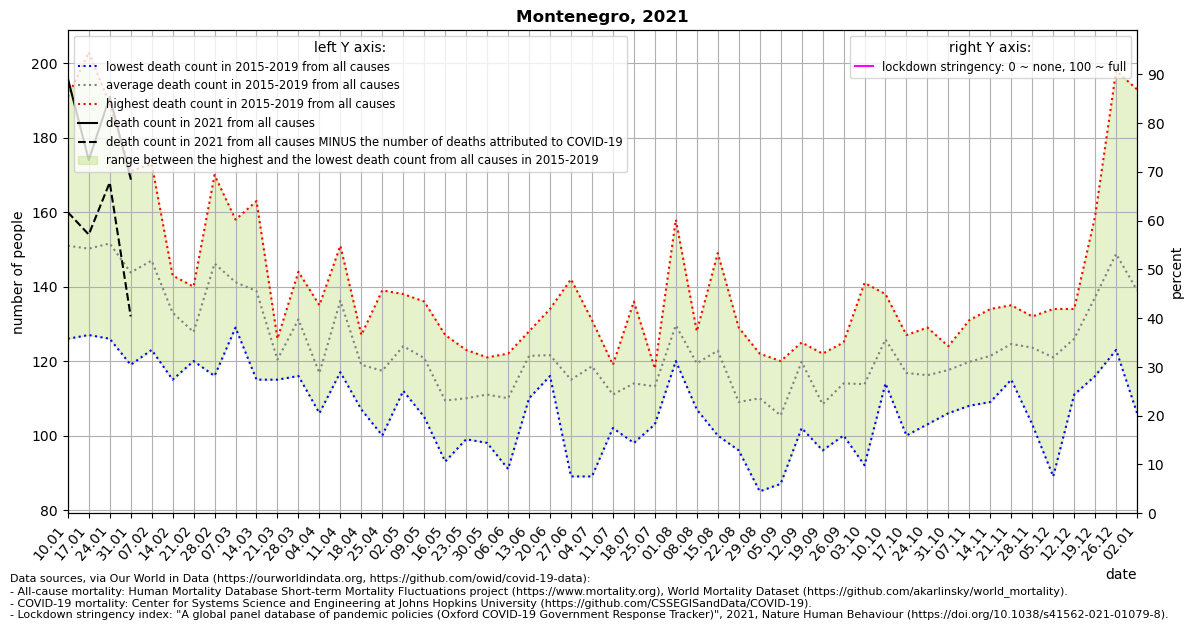 Montenegro, 2021
left Y axis:
lowest death count in 2015-2019 from all causes
average death count in 2015-2019 from all causes
highest death count in 2015-2019 from all causes
death count in 2021 from all causes
death count in 2021 from all causes MINUS the number of deaths attributed to COVID-19
range between the highest and the lowest death count from all causes in 2015-2019
right Y axis:
lockdown stringency: 0 ~ none, 100 ~ full
number of people
200
180
160
140
120
100
80
percent
90
80
70
60
50
40
30
20
10
0
10.01 17.01 24.01 31.01 07.02 14.02 21.02 28.02 07.03 14.03 21.03 28.03 04.04 11.04 18.04 25.04 02.05 09.05 16.05 23.05 30.05 06.06 13.06 20.06 27.06 04.07 11.07 18.07 25.07 01.08 08.08 15.08 22.08 29.08 05.09 12.09 19.09 26.09 03.10 10.10 17.10 24.10 31.10 07.11 14.11 21.11 28.11 05.12 12.12 19.12 26.12 02.01
date
Data sources, via Our World in Data (https://ourworldindata.org, https://github.com/owid/covid-19-data):
- All-cause mortality: Human Mortality Database Short-term Mortality Fluctuations project (https://www.mortality.org), World Mortality Dataset (https://github.com/akarlinsky/world_mortality).
- COVID-19 mortality: Center for Systems Science and Engineering at Johns Hopkins University (https://github.com/CSSEGISandData/COVID-19).
- Lockdown stringency index: "A global panel database of pandemic policies (Oxford COVID-19 Government Response Tracker)", 2021, Nature Human Behaviour (https://doi.org/10.1038/s41562-021-01079-8).